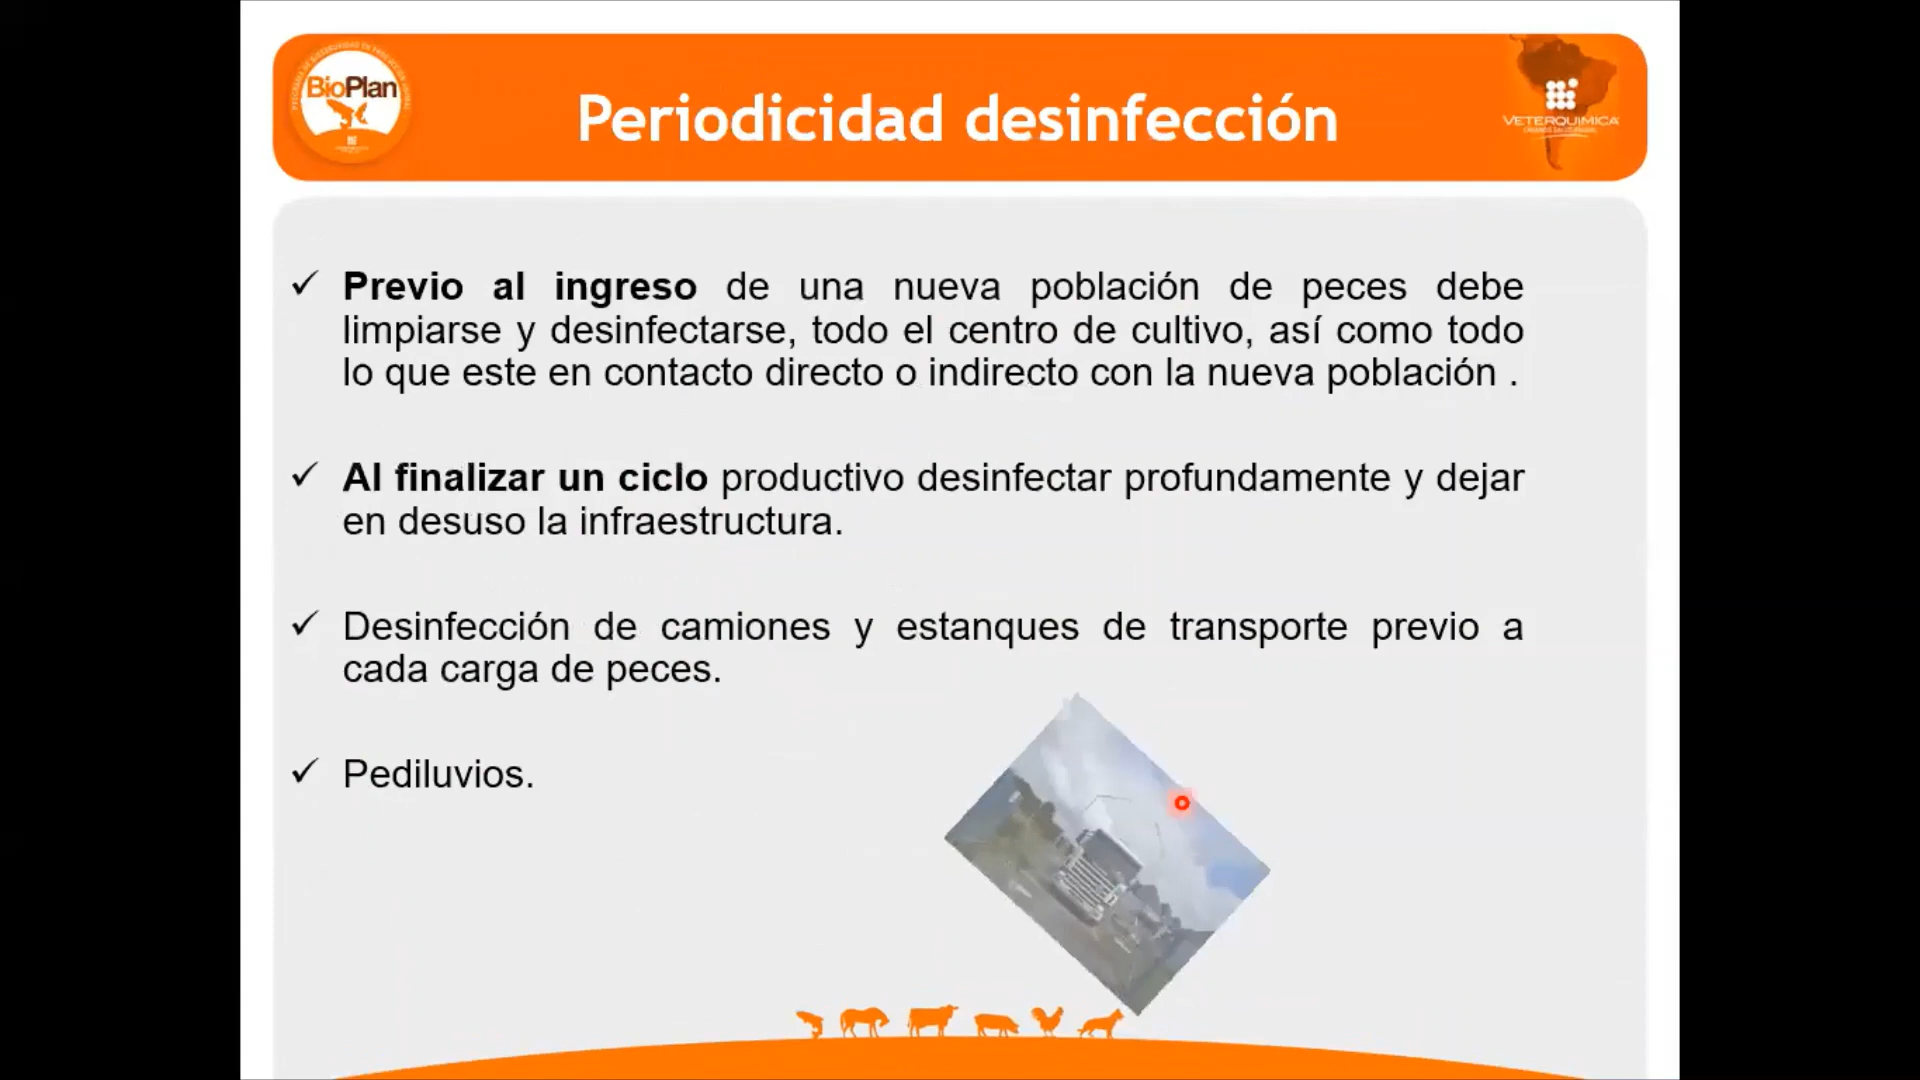 BioPlan
Periodicidad desinfección
VETERQUIMICA
✓ Previo al ingreso de una nueva población de peces debe
limpiarse y desinfectarse, todo el centro de cultivo, así como todo
lo que este en contacto directo o indirecto con la nueva población .
✓ Al finalizar un ciclo productivo desinfectar profundamente y dejar
en desuso la infraestructura.
✓ Desinfección de camiones y estanques de transporte previo a
cada carga de peces.
✓ Pediluvios.